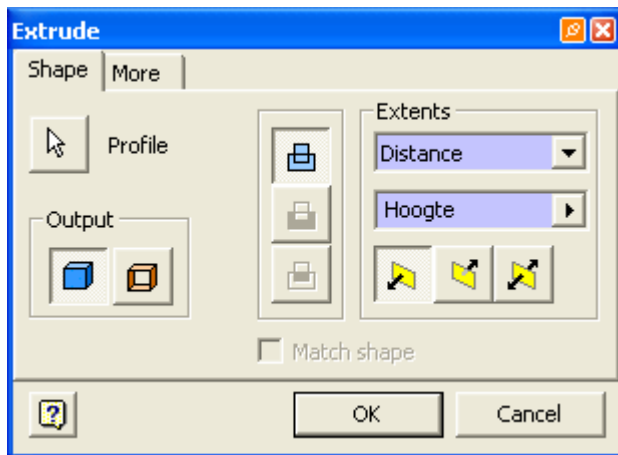 Extrude
Shape
More
Profile
Output
Extents
Distance
Hoogte
Match shape
?
OK
Cancel